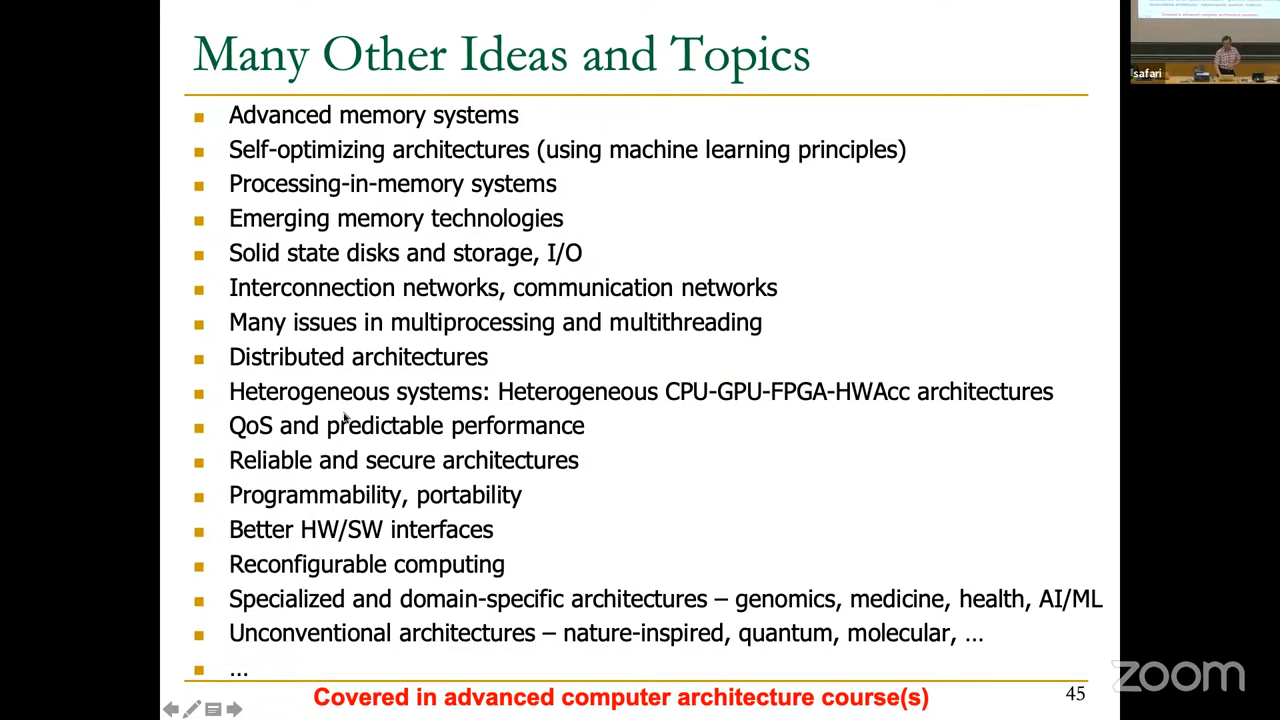 Many Other Ideas and Topics
Advanced memory systems
Self-optimizing architectures (using machine learning principles)
Processing-in-memory systems
Emerging memory technologies
Solid state disks and storage, I/O
Interconnection networks, communication networks
Many issues in multiprocessing and multithreading
Distributed architectures
Heterogeneous systems: Heterogeneous CPU-GPU-FPGA-HWAcc architectures
QoS and predictable performance
Reliable and secure architectures
Programmability, portability
Better HW/SW interfaces
Reconfigurable computing
Specialized and domain-specific architectures – genomics, medicine, health, AI/ML
Unconventional architectures – nature-inspired, quantum, molecular, …
…
Covered in advanced computer architecture course(s)
45
safari
zoom